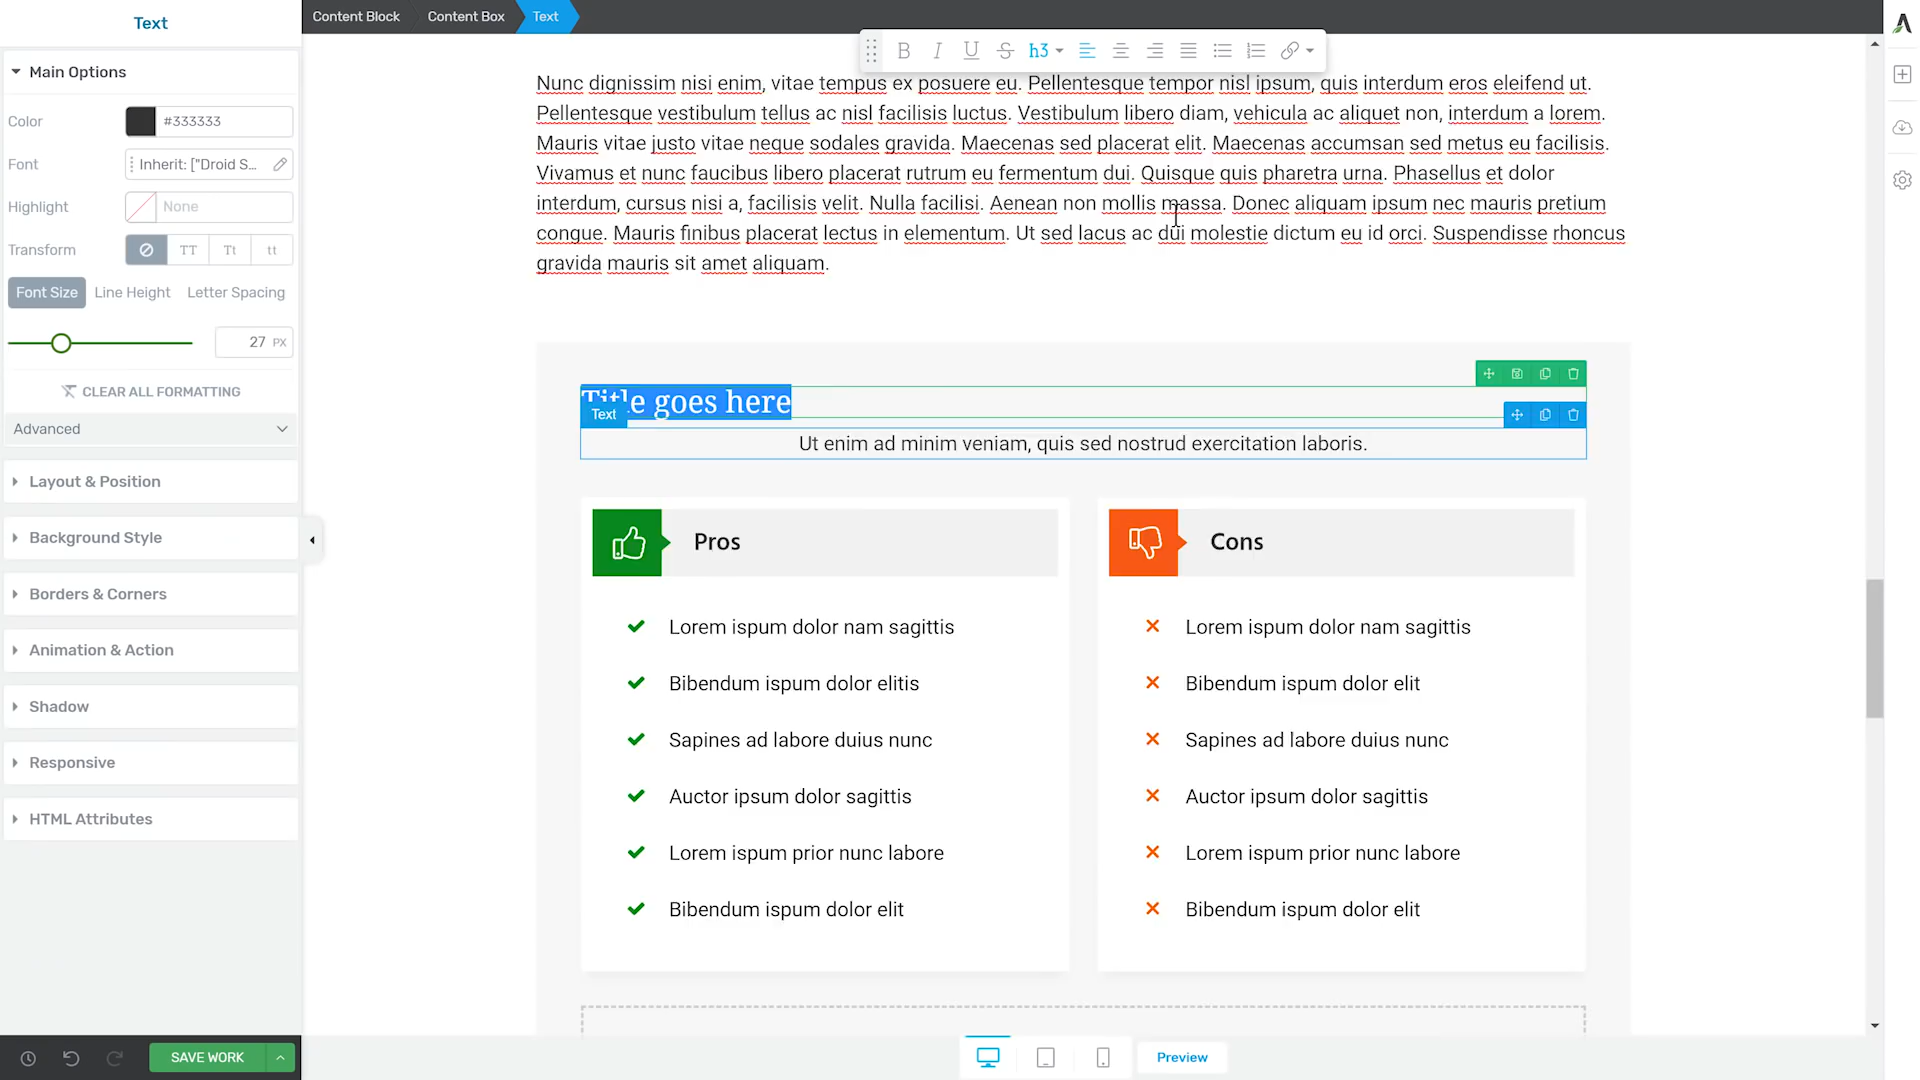 Text
Content Block
Content Box
Text
Main Options
Color
#333333
Font
Inherit: ["Droid S...
Highlight
None
Transform
TT
Tt
tt
Font Size
Line Height
Letter Spacing
27 PX
CLEAR ALL FORMATTING
Advanced
Layout & Position
Background Style
Borders & Corners
Animation & Action
Shadow
Responsive
HTML Attributes
SAVE WORK
B I U S h3
Nunc dignissim nisi enim, vitae tempus ex posuere eu. Pellentesque tempor nisl ipsum, quis interdum eros eleifend ut.
Pellentesque vestibulum tellus ac nisl facilisis luctus. Vestibulum libero diam, vehicula ac aliquet non, interdum a lorem.
Mauris vitae justo vitae neque sodales gravida. Maecenas sed placerat elit. Maecenas accumsan sed metus eu facilisis.
Vivamus et nunc faucibus libero placerat rutrum eu fermentum dui. Quisque quis pharetra urna. Phasellus et dolor
interdum, cursus nisi a, facilisis velit. Nulla facilisi. Aenean non mollis massa. Donec aliquam ipsum nec mauris pretium
congue. Mauris finibus placerat lectus in elementum. Ut sed lacus ac dui molestie dictum eu id orci. Suspendisse rhoncus
gravida mauris sit amet aliquam.
Title goes here
Text
Ut enim ad minim veniam, quis sed nostrud exercitation laboris.
Pros
Lorem ispum dolor nam sagittis
Bibendum ispum dolor elitis
Sapines ad labore duius nunc
Auctor ipsum dolor sagittis
Lorem ispum prior nunc labore
Bibendum ispum dolor elit
Cons
Lorem ispum dolor nam sagittis
Bibendum ispum dolor elit
Sapines ad labore duius nunc
Auctor ipsum dolor sagittis
Lorem ispum prior nunc labore
Bibendum ispum dolor elit
Preview